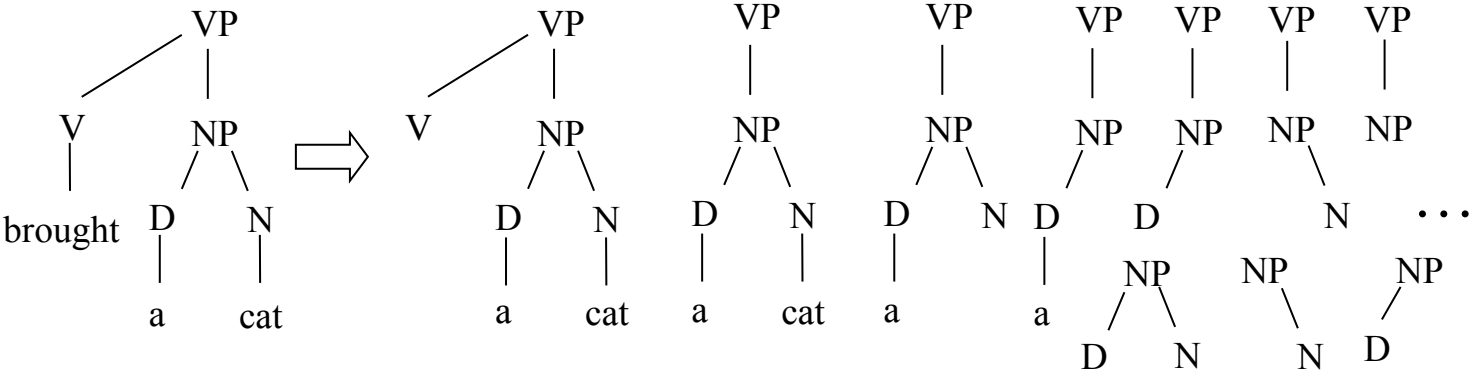 VP VP VP VP VP VP VP VP
V NP V NP NP NP NP NP NP NP
brought D N D N D N D N D D N ...
NP NP NP
a cat a cat a cat a a
D N N D